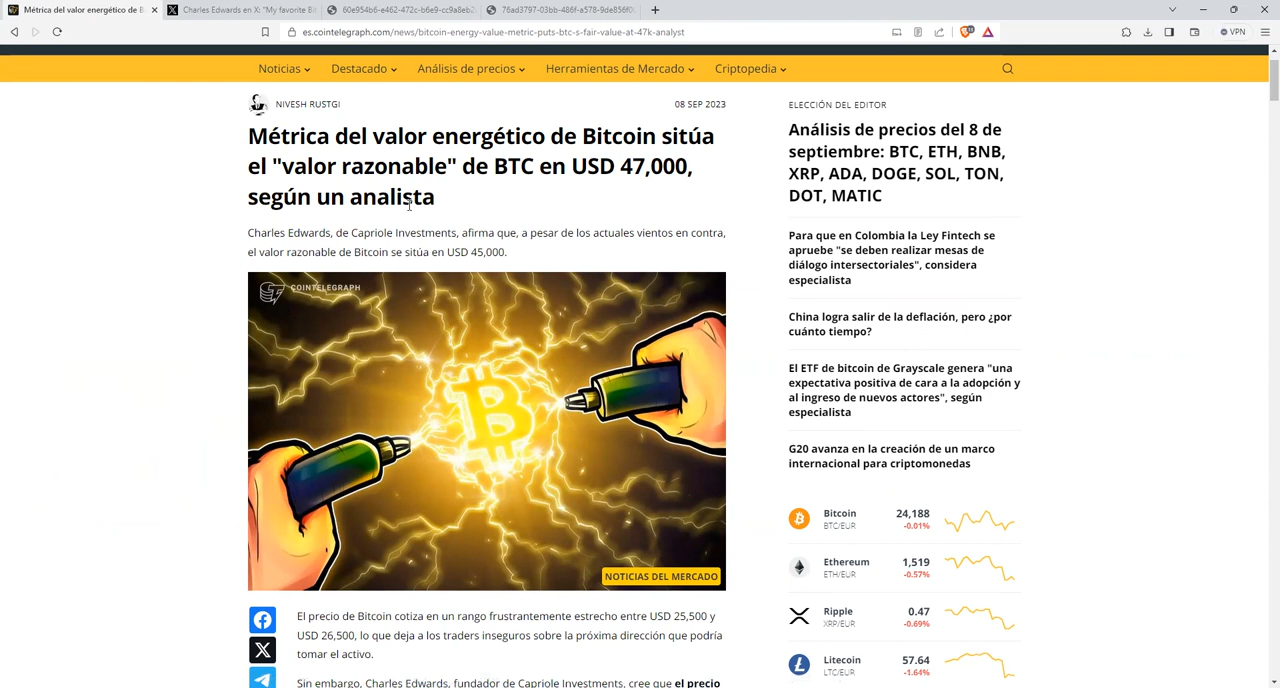 Métrica del valor energético de B
Charles Edwards en X: "My favorite Bi
60e954b6-e462-472c-b6e9-cc9a8eb2
76ad3797-03bb-486f-a578-9de856f0
es.cointelegraph.com/news/bitcoin-energy-value-metric-puts-btc-s-fair-value-at-47k-analyst
VPN
Noticias
Destacado
Análisis de precios
Herramientas de Mercado
Criptopedia
NIVESH RUSTGI
08 SEP 2023
Métrica del valor energético de Bitcoin sitúa
el "valor razonable" de BTC en USD 47,000,
según un analista
Charles Edwards, de Capriole Investments, afirma que, a pesar de los actuales vientos en contra,
el valor razonable de Bitcoin se sitúa en USD 45,000.
COINTELEGRAPH
NOTICIAS DEL MERCADO
El precio de Bitcoin cotiza en un rango frustrantemente estrecho entre USD 25,500 y
USD 26,500, lo que deja a los traders inseguros sobre la próxima dirección que podría
tomar el activo.
Sin embargo, Charles Edwards, fundador de Capriole Investments, cree que el precio
ELECCIÓN DEL EDITOR
Análisis de precios del 8 de
septiembre: BTC, ETH, BNB,
XRP, ADA, DOGE, SOL, TON,
DOT, MATIC
Para que en Colombia la Ley Fintech se
apruebe "se deben realizar mesas de
diálogo intersectoriales", considera
especialista
China logra salir de la deflación, pero ¿por
cuánto tiempo?
El ETF de bitcoin de Grayscale genera "una
expectativa positiva de cara a la adopción y
al ingreso de nuevos actores", según
especialista
G20 avanza en la creación de un marco
internacional para criptomonedas
Bitcoin 24,188
BTC/EUR -0.01%
Ethereum 1,519
ETH/EUR -0.57%
Ripple 0.47
XRP/EUR -0.69%
Litecoin 57.64
LTC/EUR -1.64%